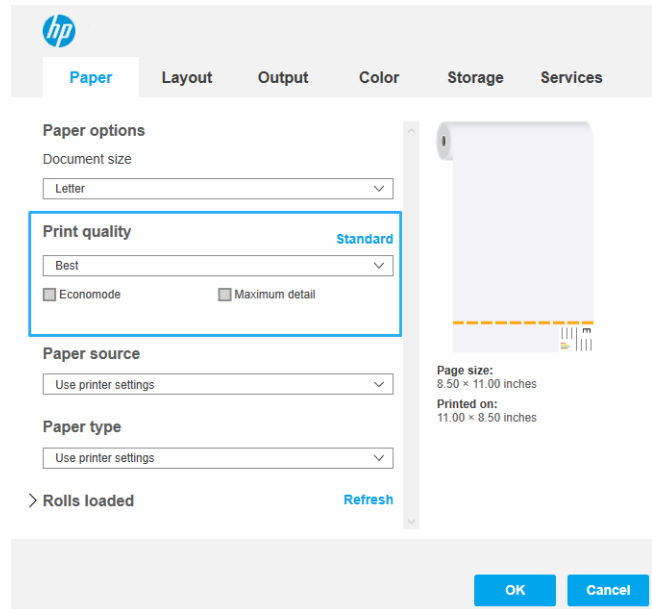 hp
Paper Layout Output Color Storage Services
Paper options
Document size
Letter
Print quality
Standard
Best
Economode Maximum detail
Paper source
Use printer settings
Paper type
Use printer settings
Rolls loaded Refresh
Page size:
8.50 × 11.00 inches
Printed on:
11.00 × 8.50 inches
OK Cancel